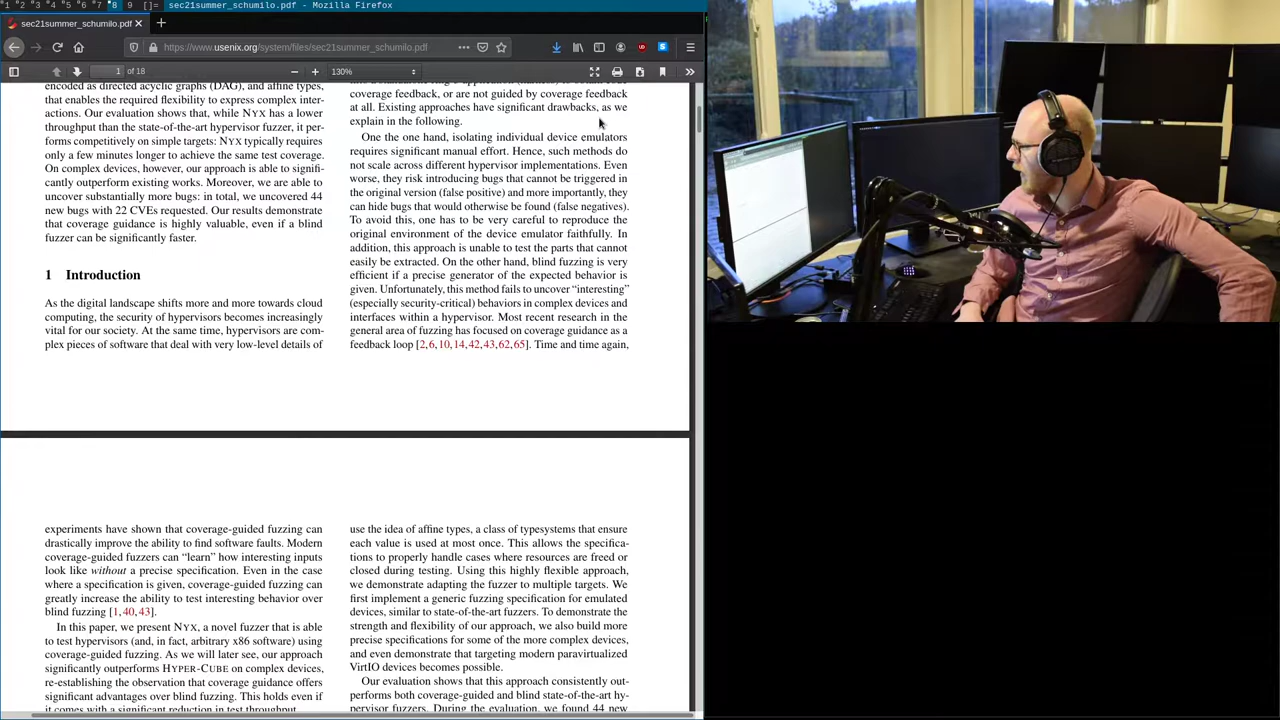 *1 *2 *3 *4 *5 *6 *7 *8 9 []= sec21summer_schumilo.pdf - Mozilla Firefox
sec21summer_schumilo.pdf × +
https://www.usenix.org/system/files/sec21summer_schumilo.pdf
1 of 18 130%
encoded as directed acyclic graphs (DAG), and affine types,
that enables the required flexibility to express complex inter-
actions. Our evaluation shows that, while NYX has a lower
throughput than the state-of-the-art hypervisor fuzzer, it per-
forms competitively on simple targets: NYX typically requires
only a few minutes longer to achieve the same test coverage.
On complex devices, however, our approach is able to signifi-
cantly outperform existing works. Moreover, we are able to
uncover substantially more bugs: in total, we uncovered 44
new bugs with 22 CVEs requested. Our results demonstrate
that coverage guidance is highly valuable, even if a blind
fuzzer can be significantly faster.
1 Introduction
As the digital landscape shifts more and more towards cloud
computing, the security of hypervisors becomes increasingly
vital for our society. At the same time, hypervisors are com-
plex pieces of software that deal with very low-level details of
coverage feedback, or are not guided by coverage feedback
at all. Existing approaches have significant drawbacks, as we
explain in the following.
One the one hand, isolating individual device emulators
requires significant manual effort. Hence, such methods do
not scale across different hypervisor implementations. Even
worse, they risk introducing bugs that cannot be triggered in
the original version (false positive) and more importantly, they
can hide bugs that would otherwise be found (false negatives).
To avoid this, one has to be very careful to reproduce the
original environment of the device emulator faithfully. In
addition, this approach is unable to test the parts that cannot
easily be extracted. On the other hand, blind fuzzing is very
efficient if a precise generator of the expected behavior is
given. Unfortunately, this method fails to uncover “interesting”
(especially security-critical) behaviors in complex devices and
interfaces within a hypervisor. Most recent research in the
general area of fuzzing has focused on coverage guidance as a
feedback loop [2,6,10,14,42,43,62,65]. Time and time again,
experiments have shown that coverage-guided fuzzing can
drastically improve the ability to find software faults. Modern
coverage-guided fuzzers can “learn” how interesting inputs
look like without a precise specification. Even in the case
where a specification is given, coverage-guided fuzzing can
greatly increase the ability to test interesting behavior over
blind fuzzing [1,40,43].
In this paper, we present NYX, a novel fuzzer that is able
to test hypervisors (and, in fact, arbitrary x86 software) using
coverage-guided fuzzing. As we will later see, our approach
significantly outperforms HYPER-CUBE on complex devices,
re-establishing the observation that coverage guidance offers
significant advantages over blind fuzzing. This holds even if
it comes with a significant reduction in test throughput.
use the idea of affine types, a class of typesystems that ensure
each value is used at most once. This allows the specifica-
tions to properly handle cases where resources are freed or
closed during testing. Using this highly flexible approach,
we demonstrate adapting the fuzzer to multiple targets. We
first implement a generic fuzzing specification for emulated
devices, similar to state-of-the-art fuzzers. To demonstrate the
strength and flexibility of our approach, we also build more
precise specifications for some of the more complex devices,
and even demonstrate that targeting modern paravirtualized
VirtIO devices becomes possible.
Our evaluation shows that this approach consistently out-
performs both coverage-guided and blind state-of-the-art hy-
pervisor fuzzers. During the evaluation, we found 44 new